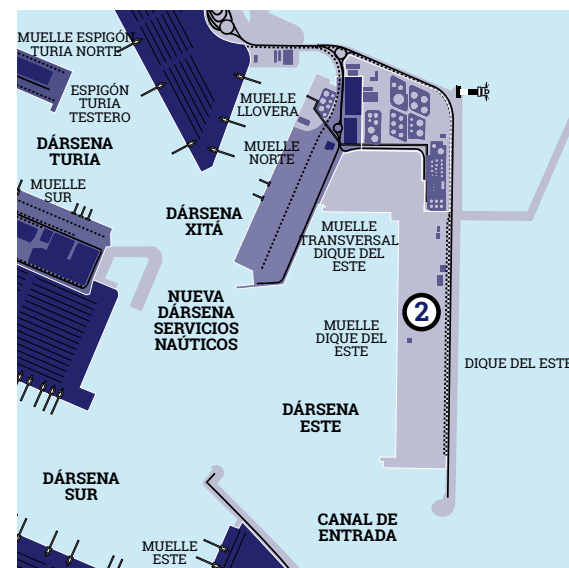 MUELLE ESPIGÓN
TURIA NORTE
ESPIGÓN
TURIA
TESTERO
MUELLE
LLOVERA
DÁRSENA
TURIA
MUELLE
NORTE
MUELLE
SUR
DÁRSENA
XITÁ
MUELLE
TRANSVERSAL
DIQUE DEL
ESTE
NUEVA
DÁRSENA
SERVICIOS
NAÚTICOS
2
MUELLE
DIQUE DEL
ESTE
DIQUE DEL ESTE
DÁRSENA
ESTE
DÁRSENA
SUR
CANAL DE
ENTRADA
MUELLE
ESTE